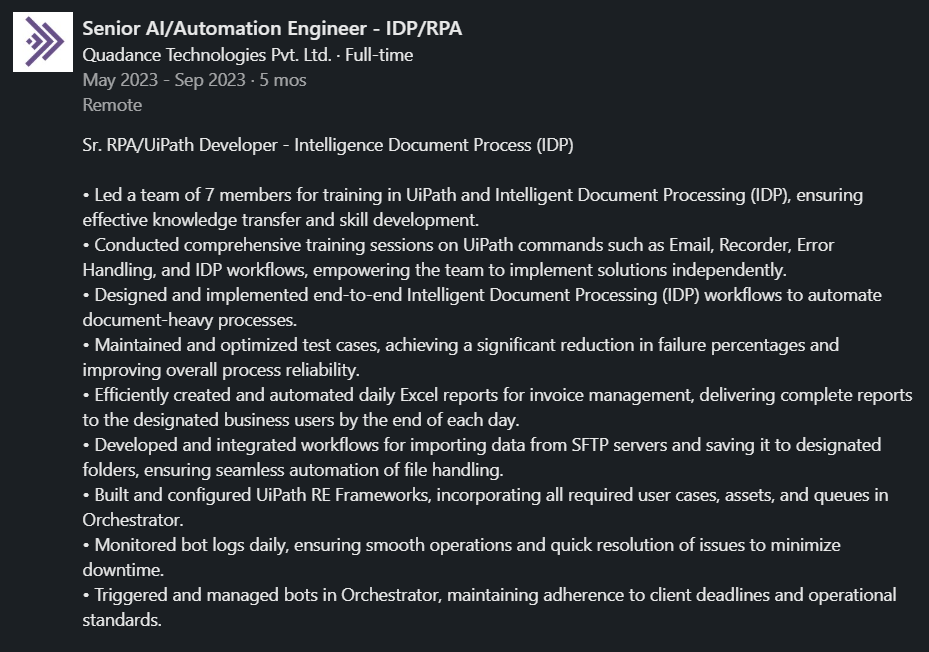 Senior AI/Automation Engineer - IDP/RPA
Quadance Technologies Pvt. Ltd. · Full-time
May 2023 - Sep 2023 · 5 mos
Remote
Sr. RPA/UiPath Developer - Intelligence Document Process (IDP)
• Led a team of 7 members for training in UiPath and Intelligent Document Processing (IDP), ensuring
effective knowledge transfer and skill development.
• Conducted comprehensive training sessions on UiPath commands such as Email, Recorder, Error
Handling, and IDP workflows, empowering the team to implement solutions independently.
• Designed and implemented end-to-end Intelligent Document Processing (IDP) workflows to automate
document-heavy processes.
• Maintained and optimized test cases, achieving a significant reduction in failure percentages and
improving overall process reliability.
• Efficiently created and automated daily Excel reports for invoice management, delivering complete reports
to the designated business users by the end of each day.
• Developed and integrated workflows for importing data from SFTP servers and saving it to designated
folders, ensuring seamless automation of file handling.
• Built and configured UiPath RE Frameworks, incorporating all required user cases, assets, and queues in
Orchestrator.
• Monitored bot logs daily, ensuring smooth operations and quick resolution of issues to minimize
downtime.
• Triggered and managed bots in Orchestrator, maintaining adherence to client deadlines and operational
standards.